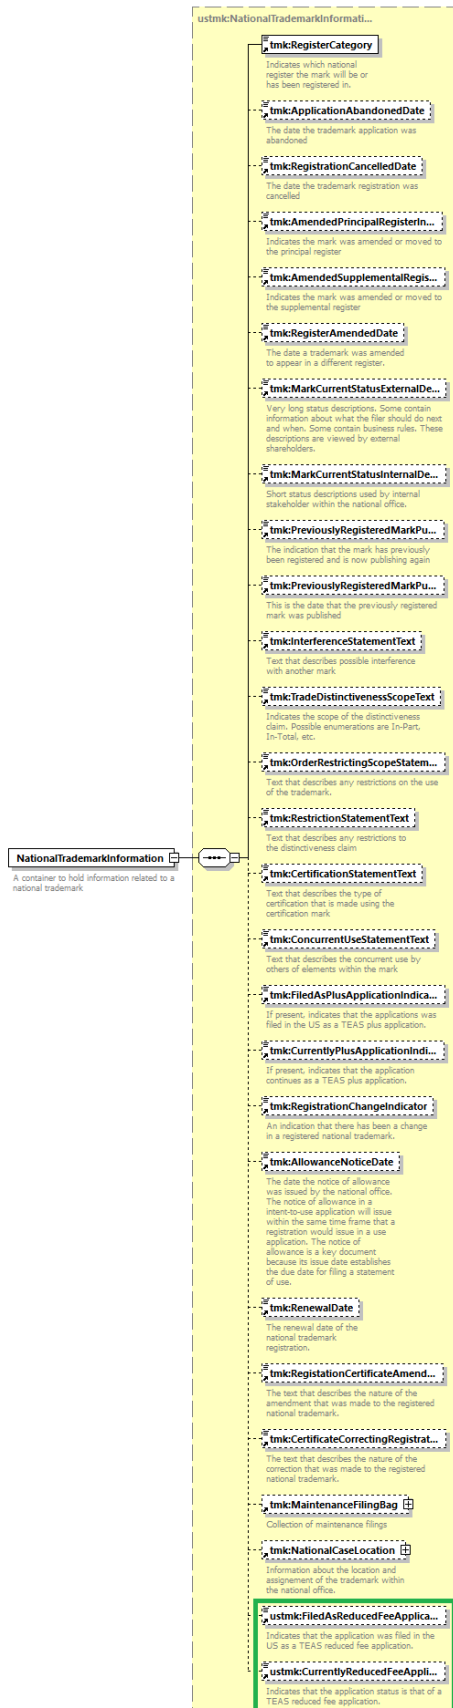 ustmk:NationalTrademarkInformati...
tmk:RegisterCategory
Indicates which national
register the mark will be or
has been registered in.
tmk:ApplicationAbandonedDate
The date the trademark application was
abandoned
tmk:RegistrationCancelledDate
The date the trademark registration was
cancelled
tmk:AmendedPrincipalRegisterIn...
Indicates the mark was amended or moved to
the principal register
tmk:AmendedSupplementalRegis...
Indicates the mark was amended or moved to
the supplemental register
tmk:RegisterAmendedDate
The date a trademark was amended
to appear in a different register.
tmk:MarkCurrentStatusExternalDe...
Very long status descriptions. Some contain
information about what the filer should do next
and when. Some contain business rules. These
descriptions are viewed by external
shareholders.
tmk:MarkCurrentStatusInternalDe...
Short status descriptions used by internal
stakeholder within the national office.
tmk:PreviouslyRegisteredMarkPu...
The indication that the mark has previously
been registered and is now publishing again
tmk:PreviouslyRegisteredMarkPu...
This is the date that the previously registered
mark was published
tmk:InterferenceStatementText
Text that describes possible interference
with another mark
tmk:TradeDistinctivenessScopeText
Indicates the scope of the distinctiveness
claim. Possible enumerations are In-Part,
In-Total, etc.
tmk:OrderRestrictingScopeStatem...
Text that describes any restrictions on the use
of the trademark.
tmk:RestrictionStatementText
Text that describes any restrictions to
the distinctiveness claim
NationalTrademarkInformation
A container to hold information related to a
national trademark
tmk:CertificationStatementText
Text that describes the type of
certification that is made using the
certification mark
tmk:ConcurrentUseStatementText
Text that describes the concurrent use by
others of elements within the mark
tmk:FiledAsPlusApplicationIndica...
If present, indicates that the applications was
filed in the US as a TEAS plus application.
tmk:CurrentlyPlusApplicationIndi...
If present, indicates that the application
continues as a TEAS plus application.
tmk:RegistrationChangeIndicator
An indication that there has been a change
in a registered national trademark.
tmk:AllowanceNoticeDate
The date the notice of allowance
was issued by the national office.
The notice of allowance in a
intent-to-use application will issue
within the same time frame that a
registration would issue in a use
application. The notice of
allowance is a key document
because its issue date establishes
the due date for filing a statement
of use.
tmk:RenewalDate
The renewal date of the
national trademark
registration.
tmk:RegistationCertificateAmend...
The text that describes the nature of the
amendment that was made to the registered
national trademark.
tmk:CertificateCorrectingRegistrat...
The text that describes the nature of the
correction that was made to the registered
national trademark.
tmk:MaintenanceFilingBag
Collection of maintenance filings
tmk:NationalCaseLocation
Information about the location and
assignement of the trademark within
the national office.
ustmk:FiledAsReducedFeeApplica...
Indicates that the application was filed in the
US as a TEAS reduced fee application.
ustmk:CurrentlyReducedFeeAppli...
Indicates that the application status is that of a
TEAS reduced fee application.